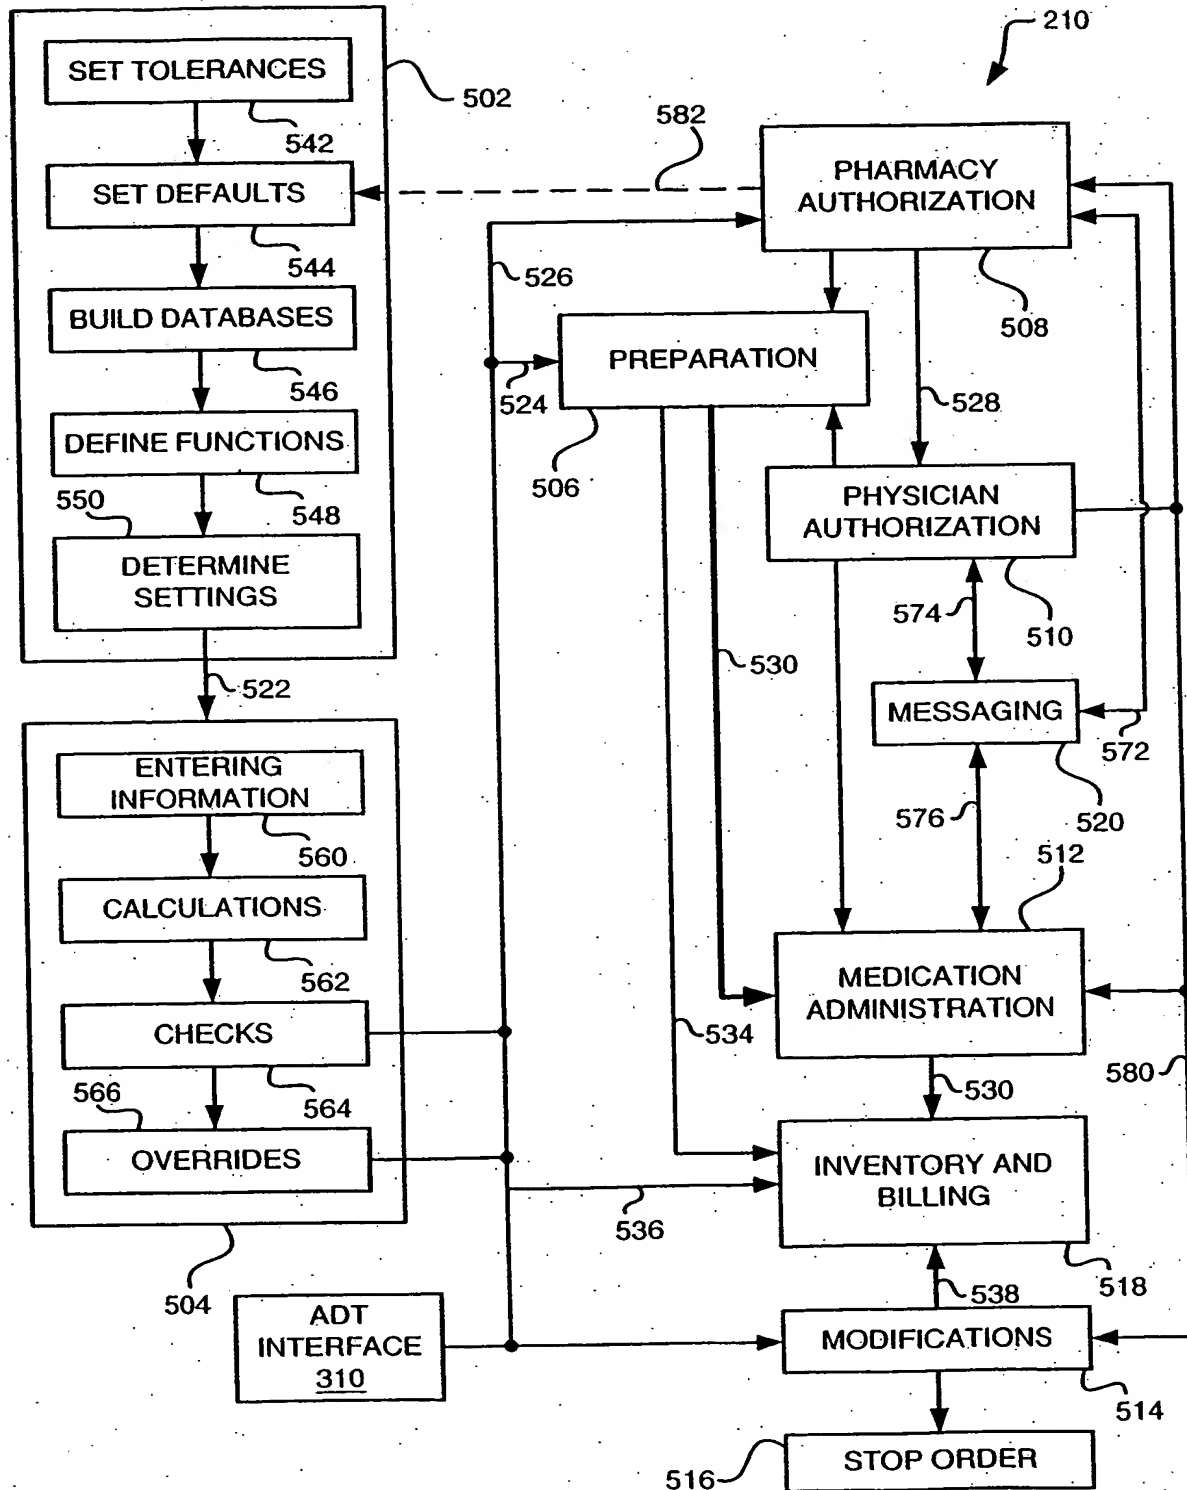 210
SET TOLERANCES
502
542
582
SET DEFAULTS
PHARMACY
AUTHORIZATION
544
526
BUILD DATABASES
508
PREPARATION
546
524
528
DEFINE FUNCTIONS
506
550
548
PHYSICIAN
AUTHORIZATION
DETERMINE
SETTINGS
574
510
530
522
MESSAGING
572
ENTERING
INFORMATION
576
520
560
512
CALCULATIONS
562
MEDICATION
ADMINISTRATION
CHECKS
534
580
566
564
530
OVERRIDES
INVENTORY AND
BILLING
536
504
538
518
ADT
INTERFACE
310
MODIFICATIONS
514
STOP ORDER
516